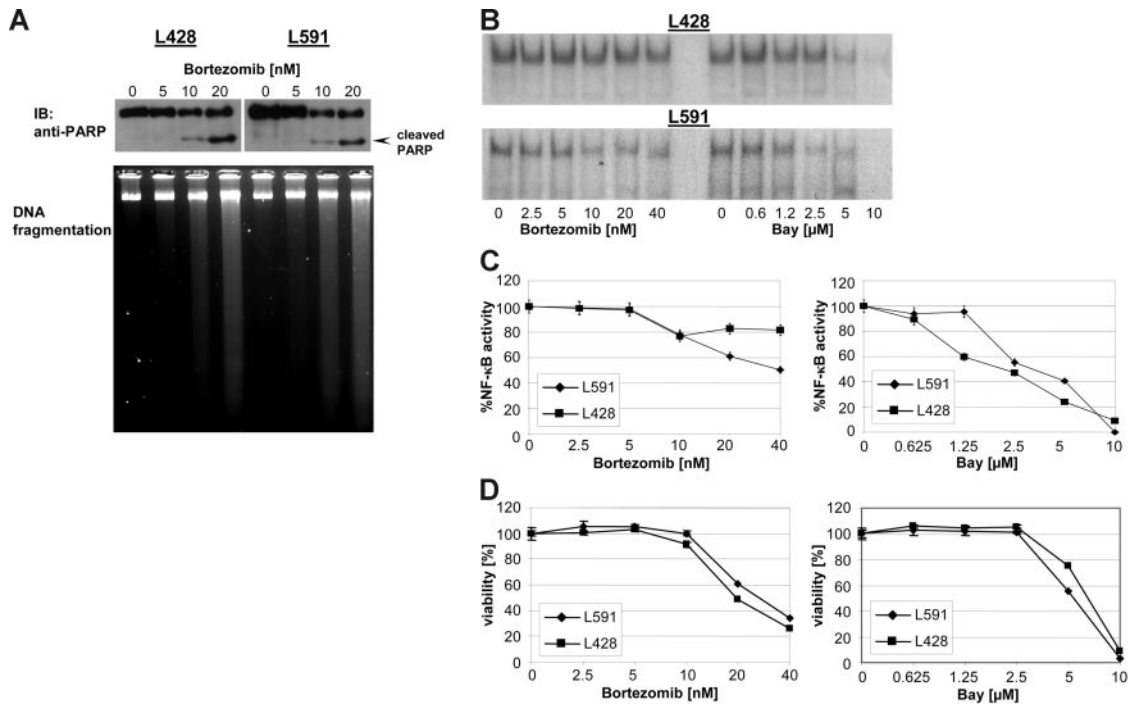 A
L428 L591
Bortezomib [nM]
0 5 10 20 0 5 10 20
IB:
anti-PARP
cleaved
PARP
DNA
fragmentation
B
L428
L591
0 2.5 5 10 20 40 0 0.6 1.2 2.5 5 10
Bortezomib [nM] Bay [µM]
C
%NF-κB activity
120
100
80
60
40
20
0
L591
L428
0 2.5 5 10 20 40
Bortezomib [nM]
%NF-κB activity
120
100
80
60
40
20
0
L591
L428
0 0.625 1.25 2.5 5 10
Bay [µM]
D
viability [%]
120
100
80
60
40
20
0
L591
L428
0 2.5 5 10 20 40
Bortezomib [nM]
viability [%]
120
100
80
60
40
20
0
L591
L428
0 0.625 1.25 2.5 5 10
Bay [µM]